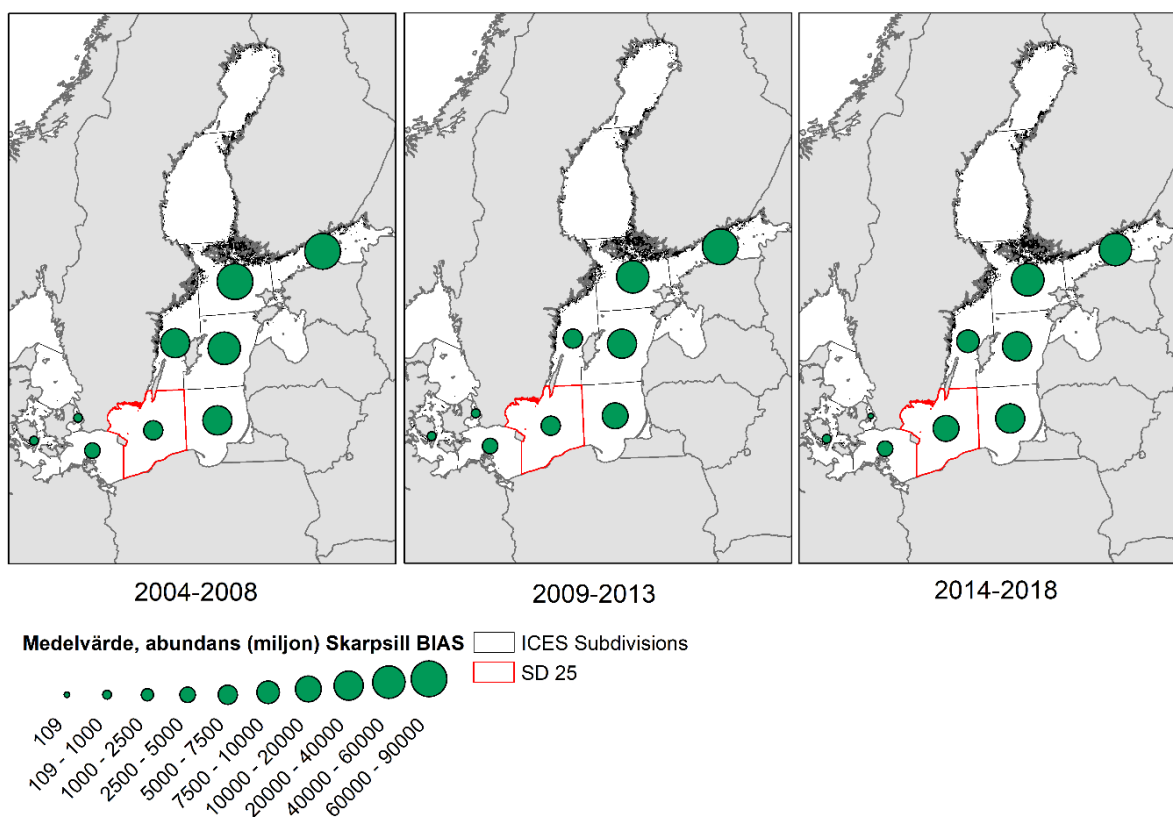 2004-2008
2009-2013
2014-2018
Medelvärde, abundans (miljon) Skarpsill BIAS
ICES Subdivisions
SD 25
109
109 - 1000
1000 - 2500
2500 - 5000
5000 - 7500
7500 - 10000
10000 - 20000
20000 - 40000
40000 - 60000
60000 - 90000